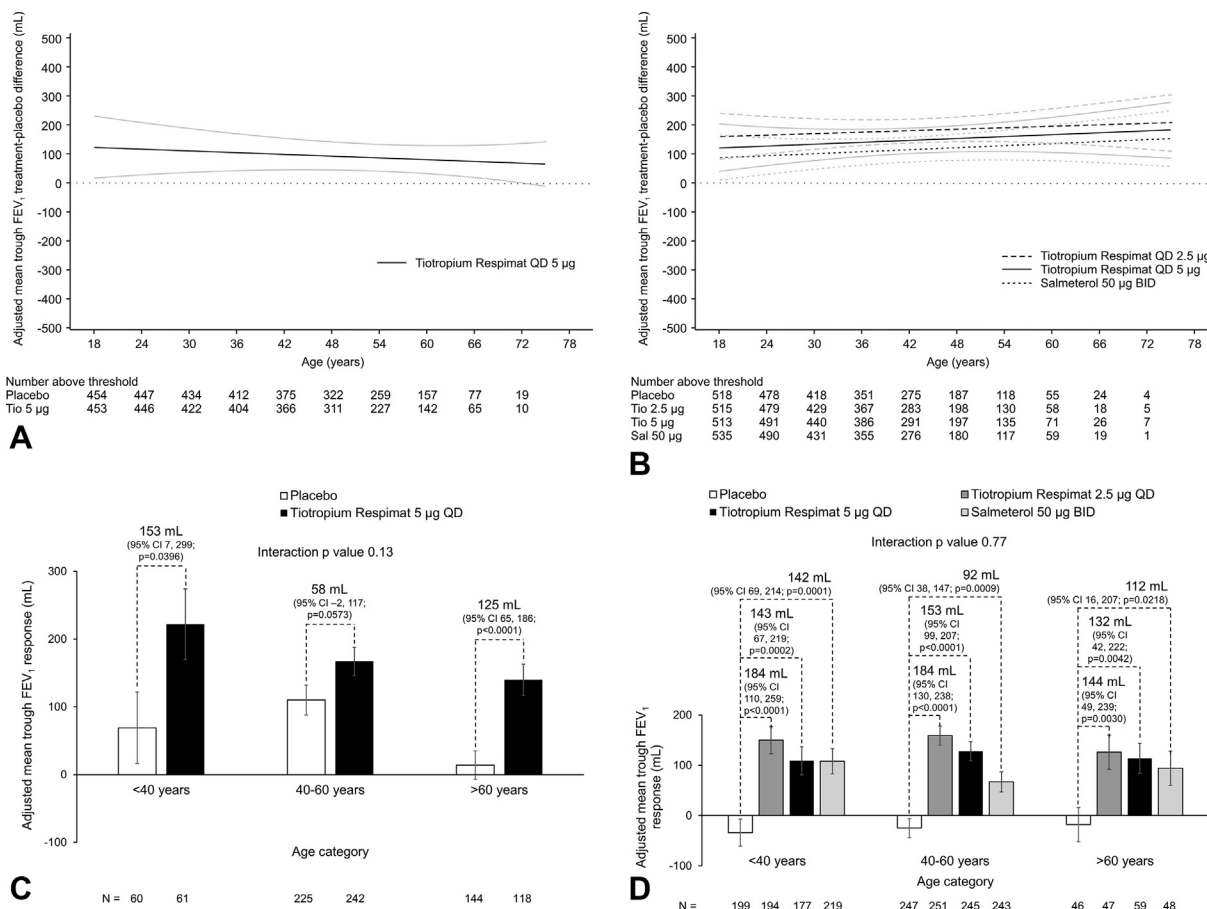 Adjusted mean trough FEV1 treatment-placebo difference (mL)
500
400
300
200
100
0
-100
-200
-300
-400
-500
Tiotropium Respimat QD 5 µg
18 24 30 36 42 48 54 60 66 72 78
Age (years)
Number above threshold
Placebo 454 447 434 412 375 322 259 157 77 19
Tio 5 µg 453 446 422 404 366 311 227 142 65 10
A
Adjusted mean trough FEV1 treatment-placebo difference (mL)
500
400
300
200
100
0
-100
-200
-300
-400
-500
Tiotropium Respimat QD 2.5 µg
Tiotropium Respimat QD 5 µg
Salmeterol 50 µg BID
18 24 30 36 42 48 54 60 66 72 78
Age (years)
Number above threshold
Placebo 518 478 418 351 275 187 118 55 24 4
Tio 2.5 µg 515 479 429 367 283 198 130 58 18 5
Tio 5 µg 513 491 440 386 291 197 135 71 26 7
Sal 50 µg 535 490 431 355 276 180 117 59 19 1
B
Placebo
Tiotropium Respimat 5 µg QD
Interaction p value 0.13
153 mL
(95% CI 7, 299;
p=0.0396)
58 mL
(95% CI –2, 117;
p=0.0573)
125 mL
(95% CI 65, 186;
p<0.0001)
Adjusted mean trough FEV1 response (mL)
300
200
100
0
-100
<40 years 40-60 years >60 years
Age category
N = 60 61 225 242 144 118
C
Placebo
Tiotropium Respimat 5 µg QD
Tiotropium Respimat 2.5 µg QD
Salmeterol 50 µg BID
Interaction p value 0.77
142 mL
(95% CI 69, 214; p=0.0001)
143 mL
(95% CI
67, 219;
p=0.0002)
184 mL
(95% CI
110, 259;
p<0.0001)
92 mL
(95% CI 38, 147; p=0.0009)
153 mL
(95% CI
99, 207;
p<0.0001)
184 mL
(95% CI
130, 238;
p<0.0001)
112 mL
(95% CI 16, 207; p=0.0218)
132 mL
(95% CI
42, 222;
p=0.0042)
144 mL
(95% CI
49, 239;
p=0.0030)
Adjusted mean trough FEV1
response (mL)
200
100
0
-100
<40 years 40-60 years >60 years
Age category
N = 199 194 177 219 247 251 245 243 46 47 59 48
D